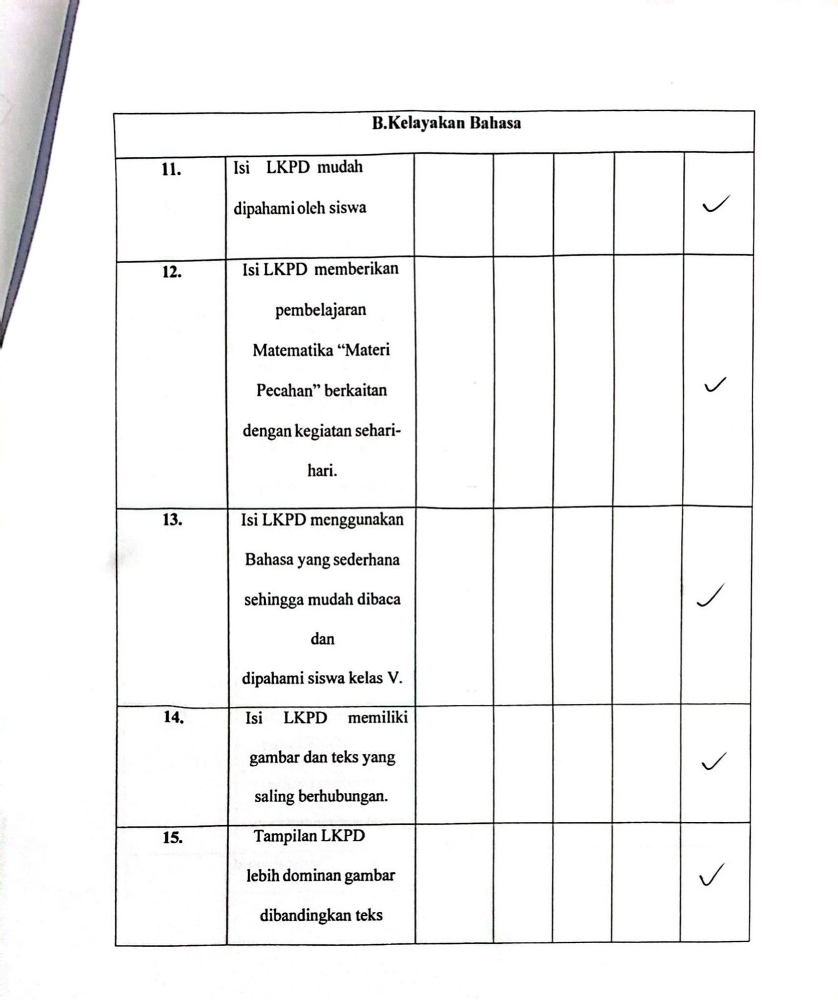 B.Kelayakan Bahasa
11.
Isi LKPD mudah
dipahami oleh siswa
✓
12.
Isi LKPD memberikan
pembelajaran
Matematika “Materi
Pecahan” berkaitan
dengan kegiatan sehari-
hari.
✓
13.
Isi LKPD menggunakan
Bahasa yang sederhana
sehingga mudah dibaca
dan
dipahami siswa kelas V.
✓
14.
Isi LKPD memiliki
gambar dan teks yang
saling berhubungan.
✓
15.
Tampilan LKPD
lebih dominan gambar
dibandingkan teks
✓